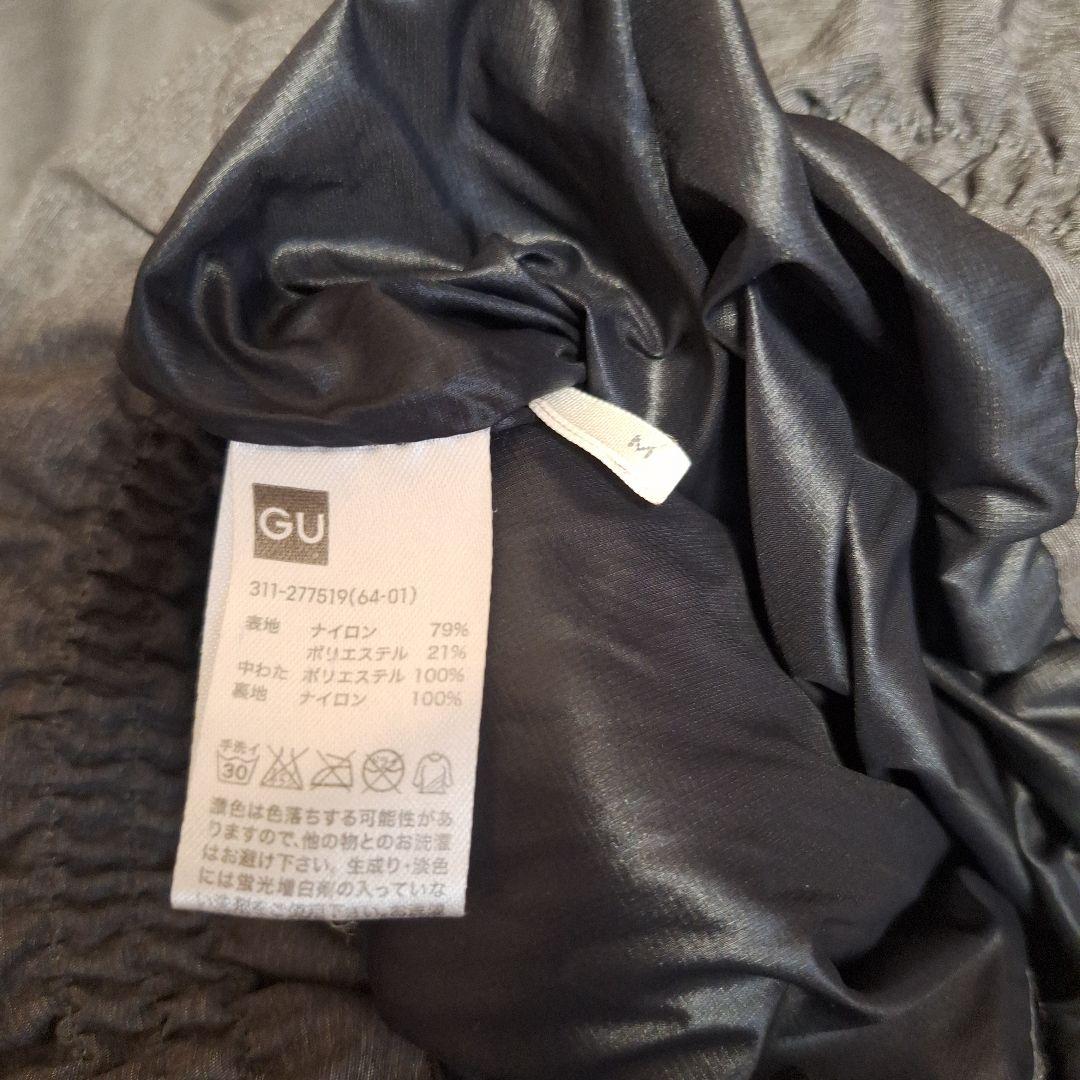 M
GU
311-277519(64-01)
表地 ナイロン 79%
ポリエステル 21%
中わた ポリエステル 100%
裏地 ナイロン 100%
手洗イ
30
濃色は色落ちする可能性があ
りますので、他の物とのお洗濯
はお避け下さい。生成り・淡色
には蛍光増白剤の入っていな